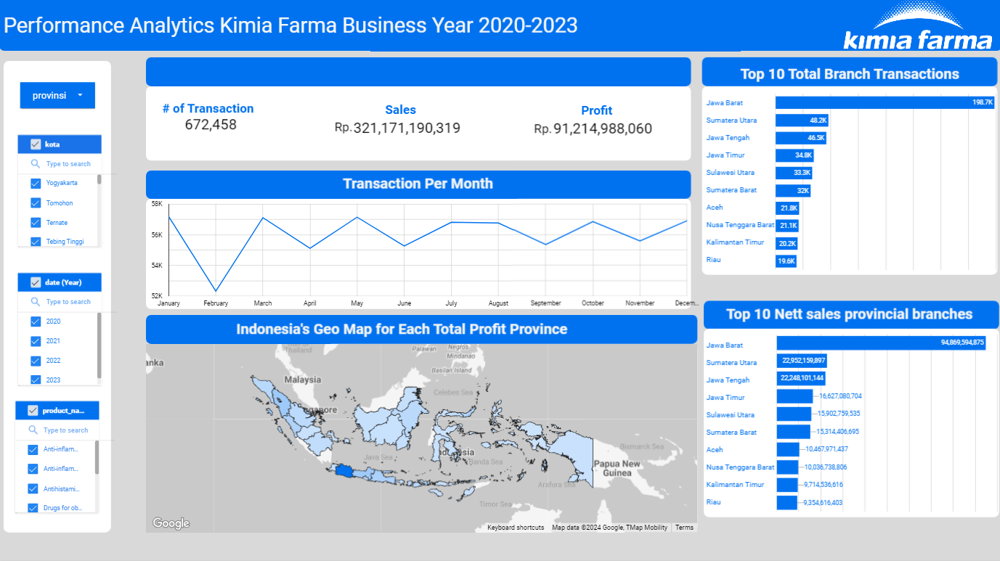 Performance Analytics Kimia Farma Business Year 2020-2023
kimia farma
provinsi
kota
Type to search
Yogyakarta
Tomohon
Ternate
Tebing Tinggi
date (Year)
Type to search
2020
2021
2022
2023
product_na...
Type to search
Anti-inflam...
Anti-inflam...
Antihistami...
Drugs for ob...
# of Transaction
672,458
Sales
Rp. 321,171,190,319
Profit
Rp. 91,214,988,060
Transaction Per Month
58K
56K
54K
52K
January February March April May June July August September October November Decem...
Indonesia's Geo Map for Each Total Profit Province
Thailand
Palawan
Negros
Mindanao
anka
Basilan Island
Malaysia
Celebes Sea
ngapore
Bismarck Sea
Java Sea
nd esia
Banda Sea
Papua New
Guinea
Arafura Sea
Timor Sea
Google
Keyboard shortcuts Map data ©2024 Google, TMap Mobility Terms
Top 10 Total Branch Transactions
Jawa Barat 198.7K
Sumatera Utara 48.2K
Jawa Tengah 46.5K
Jawa Timur 34.8K
Sulawesi Utara 33.3K
Sumatera Barat 32K
Aceh 21.8K
Nusa Tenggara Barat 21.1K
Kalimantan Timur 20.2K
Riau 19.6K
Top 10 Nett sales provincial branches
Jawa Barat 94,869,594,875
Sumatera Utara 22,952,159,897
Jawa Tengah 22,248,101,144
Jawa Timur 16,627,080,704
Sulawesi Utara 15,902,759,535
Sumatera Barat 15,314,406,695
Aceh 10,467,971,437
Nusa Tenggara Barat 10,036,738,806
Kalimantan Timur 9,714,536,616
Riau 9,354,616,403